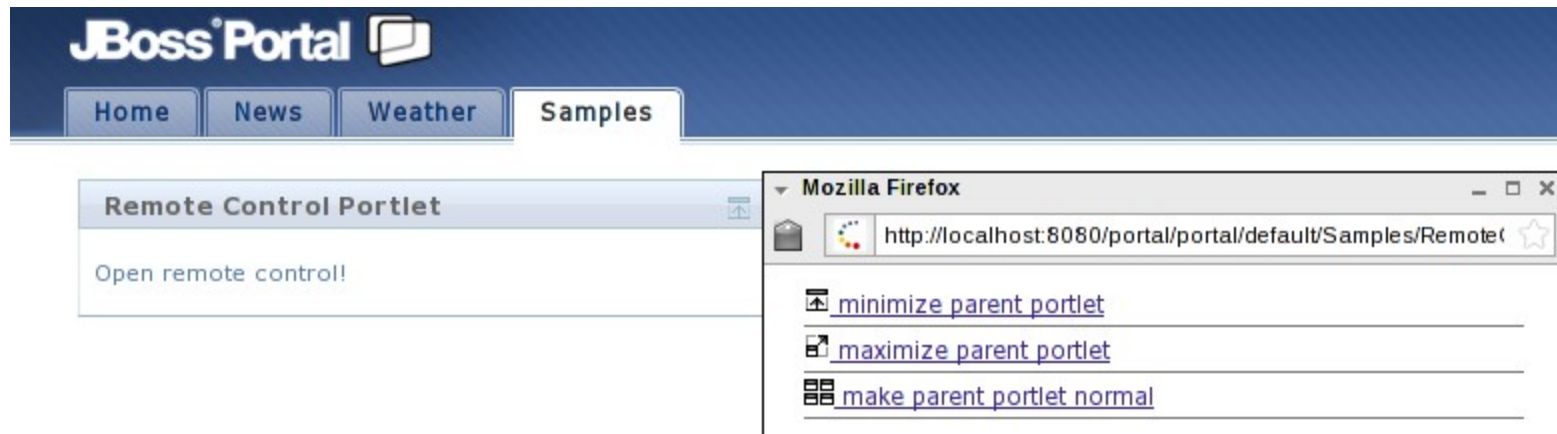 JBoss Portal
Home News Weather Samples
Remote Control Portlet
Open remote control!
Mozilla Firefox
http://localhost:8080/portal/portal/default/Samples/Remote
minimize parent portlet
maximize parent portlet
make parent portlet normal